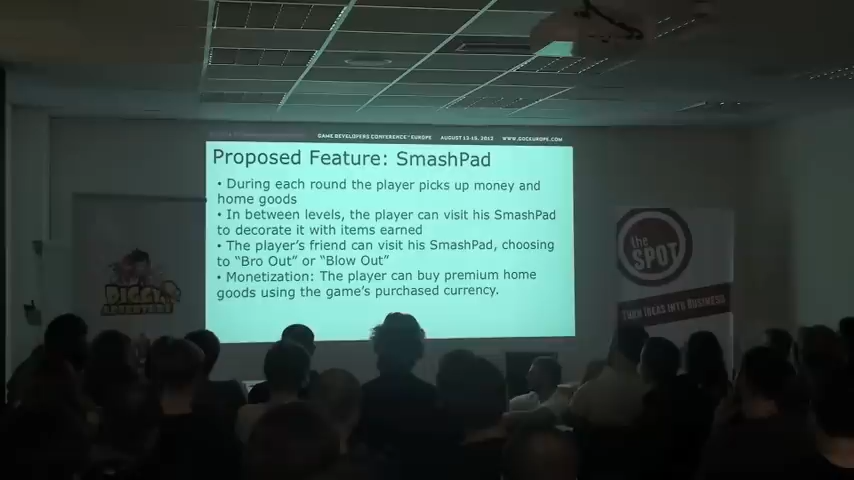 GAME DEVELOPERS CONFERENCE EUROPE AUGUST 13-15, 2012 WWW.GDCEUROPE.COM
Proposed Feature: SmashPad
• During each round the player picks up money and
home goods
• In between levels, the player can visit his SmashPad
to decorate it with items earned
• The player's friend can visit his SmashPad, choosing
to “Bro Out” or “Blow Out”
• Monetization: The player can buy premium home
goods using the game's purchased currency.
the
SPOT
TURN IDEAS INTO BUSINESS
DIGGY'S
ADVENTURE